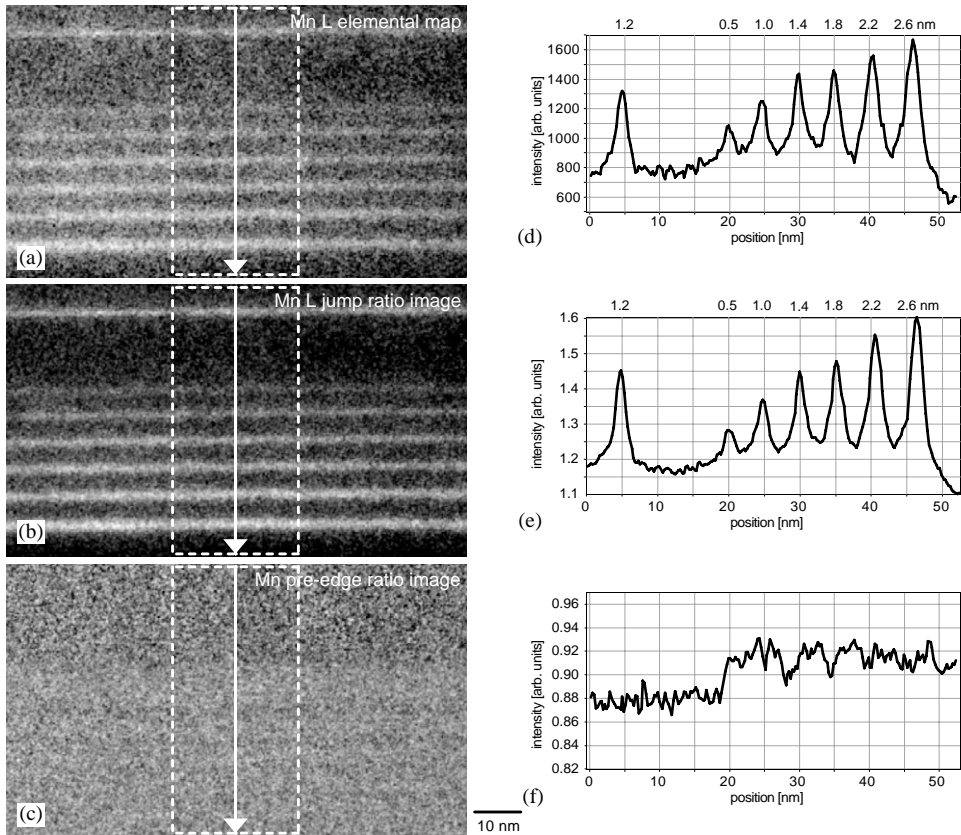 Mn L elemental map
(a)
Mn L jump ratio image
(b)
Mn pre-edge ratio image
(c)
10 nm
1.2 0.5 1.0 1.4 1.8 2.2 2.6 nm
1600
1400
1200
1000
800
600
intensity [arb. units]
0 10 20 30 40 50
position [nm]
(d)
1.2 0.5 1.0 1.4 1.8 2.2 2.6 nm
1.6
1.5
1.4
1.3
1.2
1.1
intensity [arb. units]
0 10 20 30 40 50
position [nm]
(e)
0.96
0.94
0.92
0.90
0.88
0.86
0.84
0.82
intensity [arb. units]
0 10 20 30 40 50
position [nm]
(f)